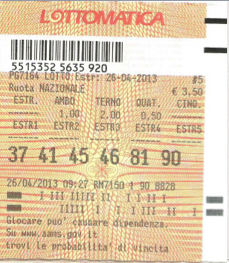 LOTTOMATICA
5515352 5635 920
PG7164 LOTTO Estr: 26-04-2013 #5
Ruota NAZIONALE € 3.50
ESTR. AMBO TERNO QUAT. CINQ.
1,00 2,00 0,50
ESTR1 ESTR2 ESTR3 ESTR4 ESTR5
37 41 45 46 81 90
26/04/2013 09:27 RM7150 1 90 8828
Giocare puo' causare dipendenza.
Su www.aams.gov.it
trovi le probabilita' di vincita